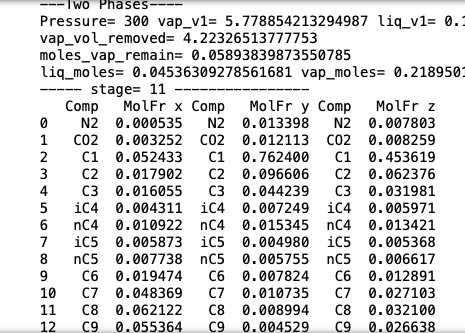 ---Two Phases----
Pressure= 300 vap_v1= 5.778854213294987 liq_v1= 0.1
vap_vol_removed= 4.22326513777753
moles_vap_remain= 0.05893839873550785
liq_moles= 0.04536309278561681 vap_moles= 0.2189501
----- stage= 11 ----------------
Comp MolFr x Comp MolFr y Comp MolFr z
0 N2 0.000535 N2 0.013398 N2 0.007803
1 CO2 0.003252 CO2 0.012113 CO2 0.008259
2 C1 0.052433 C1 0.762400 C1 0.453619
3 C2 0.017902 C2 0.096606 C2 0.062376
4 C3 0.016055 C3 0.044239 C3 0.031981
5 iC4 0.004311 iC4 0.007249 iC4 0.005971
6 nC4 0.010922 nC4 0.015345 nC4 0.013421
7 iC5 0.005873 iC5 0.004980 iC5 0.005368
8 nC5 0.007738 nC5 0.005755 nC5 0.006617
9 C6 0.019474 C6 0.007824 C6 0.012891
10 C7 0.048369 C7 0.010735 C7 0.027103
11 C8 0.062122 C8 0.008994 C8 0.032100
12 C9 0.055364 C9 0.004529 C9 0.026638